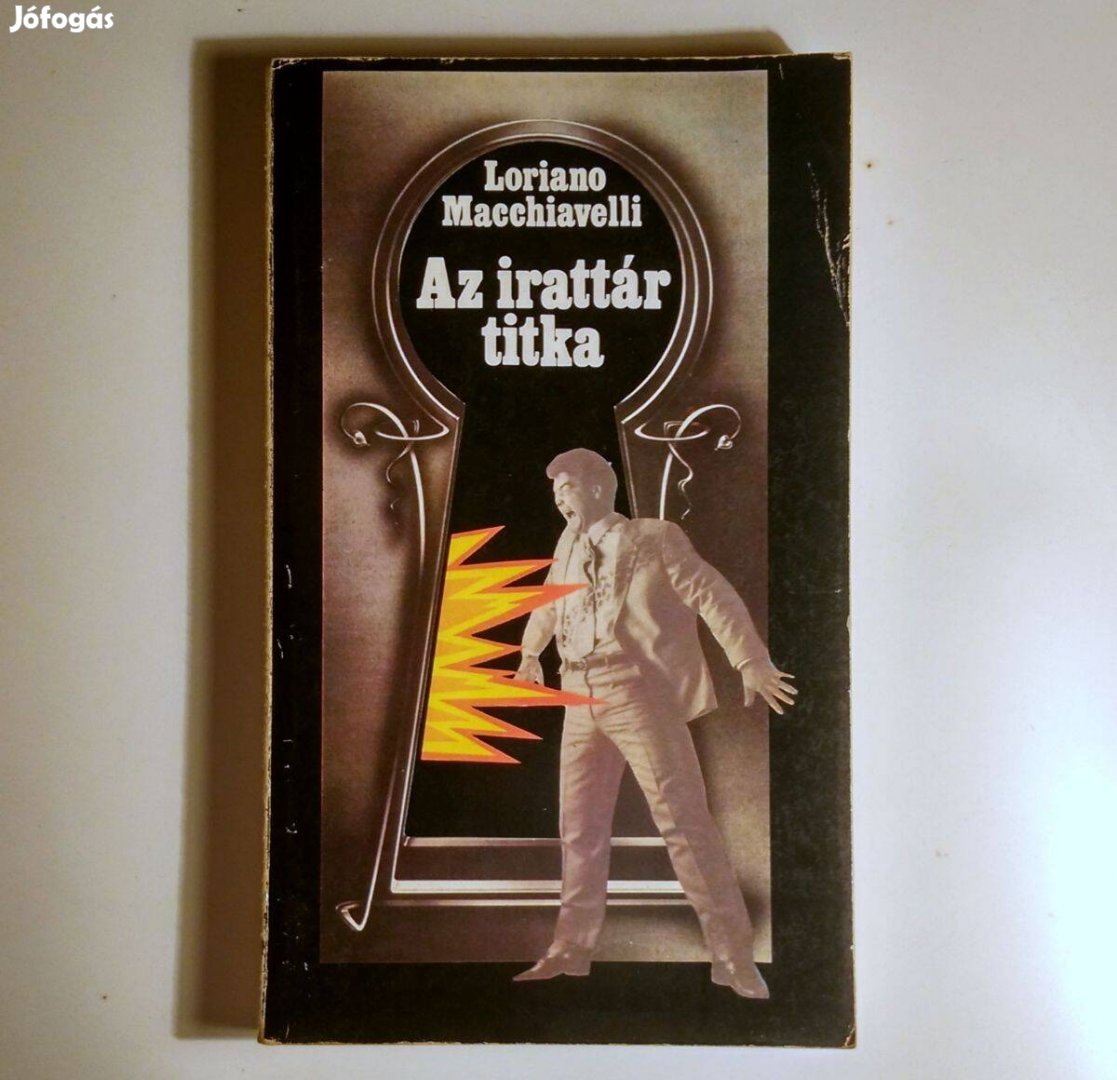 Jófogás
Loriano
Macchiavelli
Az irattár
titka